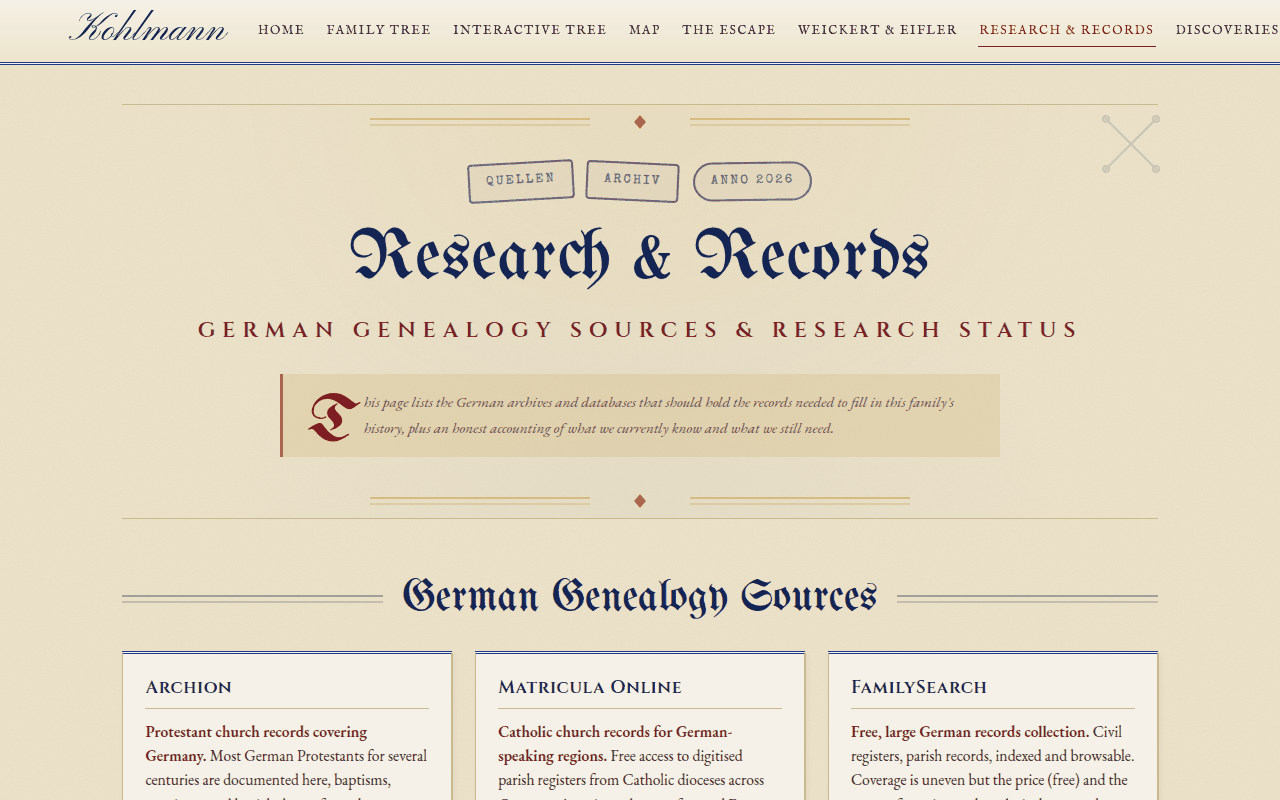 Kohlmann
HOME FAMILY TREE INTERACTIVE TREE MAP THE ESCAPE WEICKERT & EIFLER RESEARCH & RECORDS DISCOVERIES
QUELLEN ARCHIV ANNO 2026
Research & Records
GERMAN GENEALOGY SOURCES & RESEARCH STATUS
This page lists the German archives and databases that should hold the records needed to fill in this family's
history, plus an honest accounting of what we currently know and what we still need.
German Genealogy Sources
Archion
Protestant church records covering
Germany. Most German Protestants for several
centuries are documented here, baptisms,
Matricula Online
Catholic church records for German-
speaking regions. Free access to digitised
parish registers from Catholic dioceses across
FamilySearch
Free, large German records collection. Civil
registers, parish records, indexed and browsable.
Coverage is uneven but the price (free) and the